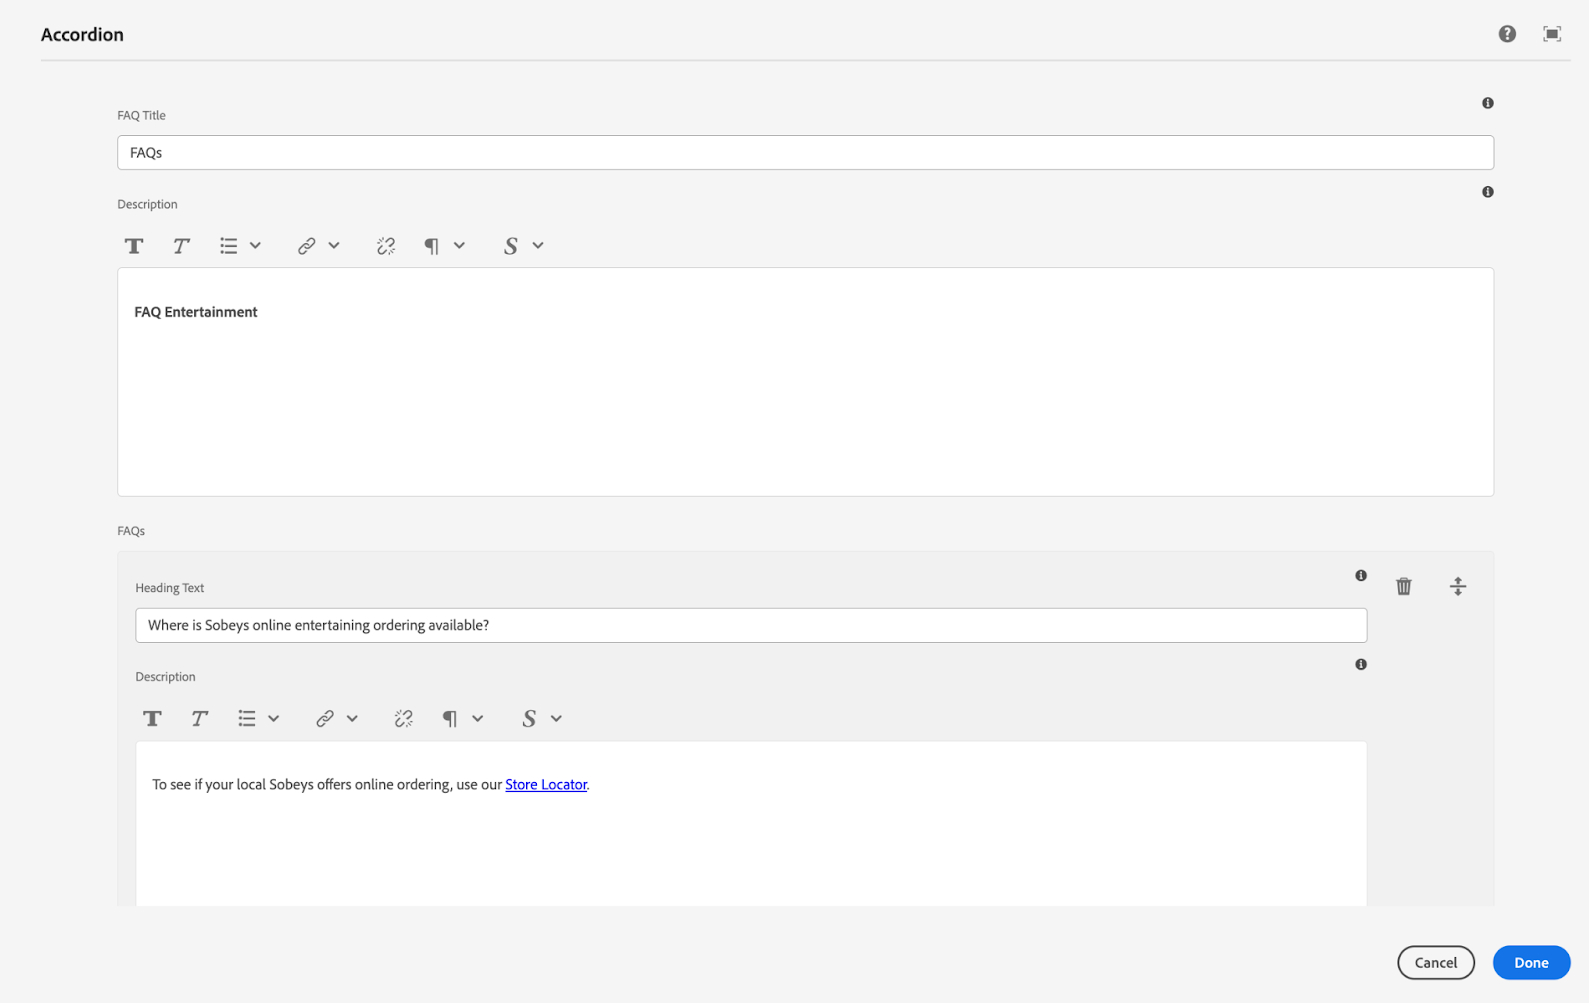 Accordion
FAQ Title
FAQs
Description
FAQ Entertainment
FAQs
Heading Text
Where is Sobeys online entertaining ordering available?
Description
To see if your local Sobeys offers online ordering, use our Store Locator.
Cancel
Done